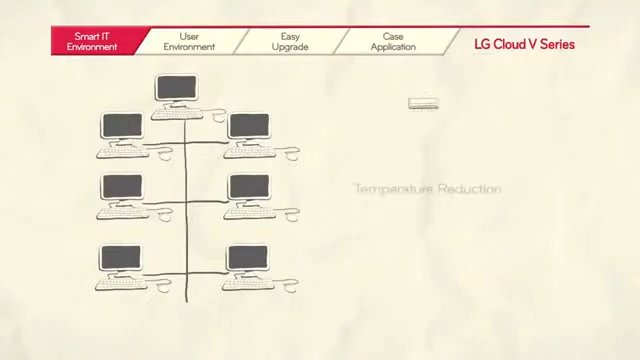 Smart IT
Environment
User
Environment
Easy
Upgrade
Case
Application
LG Cloud V Series
Temperature Reduction